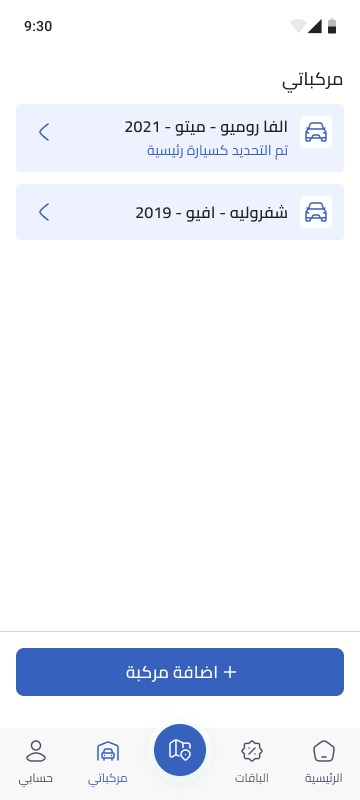 9:30
مركباتي
الفا روميو - ميتو - 2021
تم التحديد كسيارة رئيسية
شفروليه - افيو - 2019
+ اضافة مركبة
الرئيسية
الباقات
مركباتي
حسابي